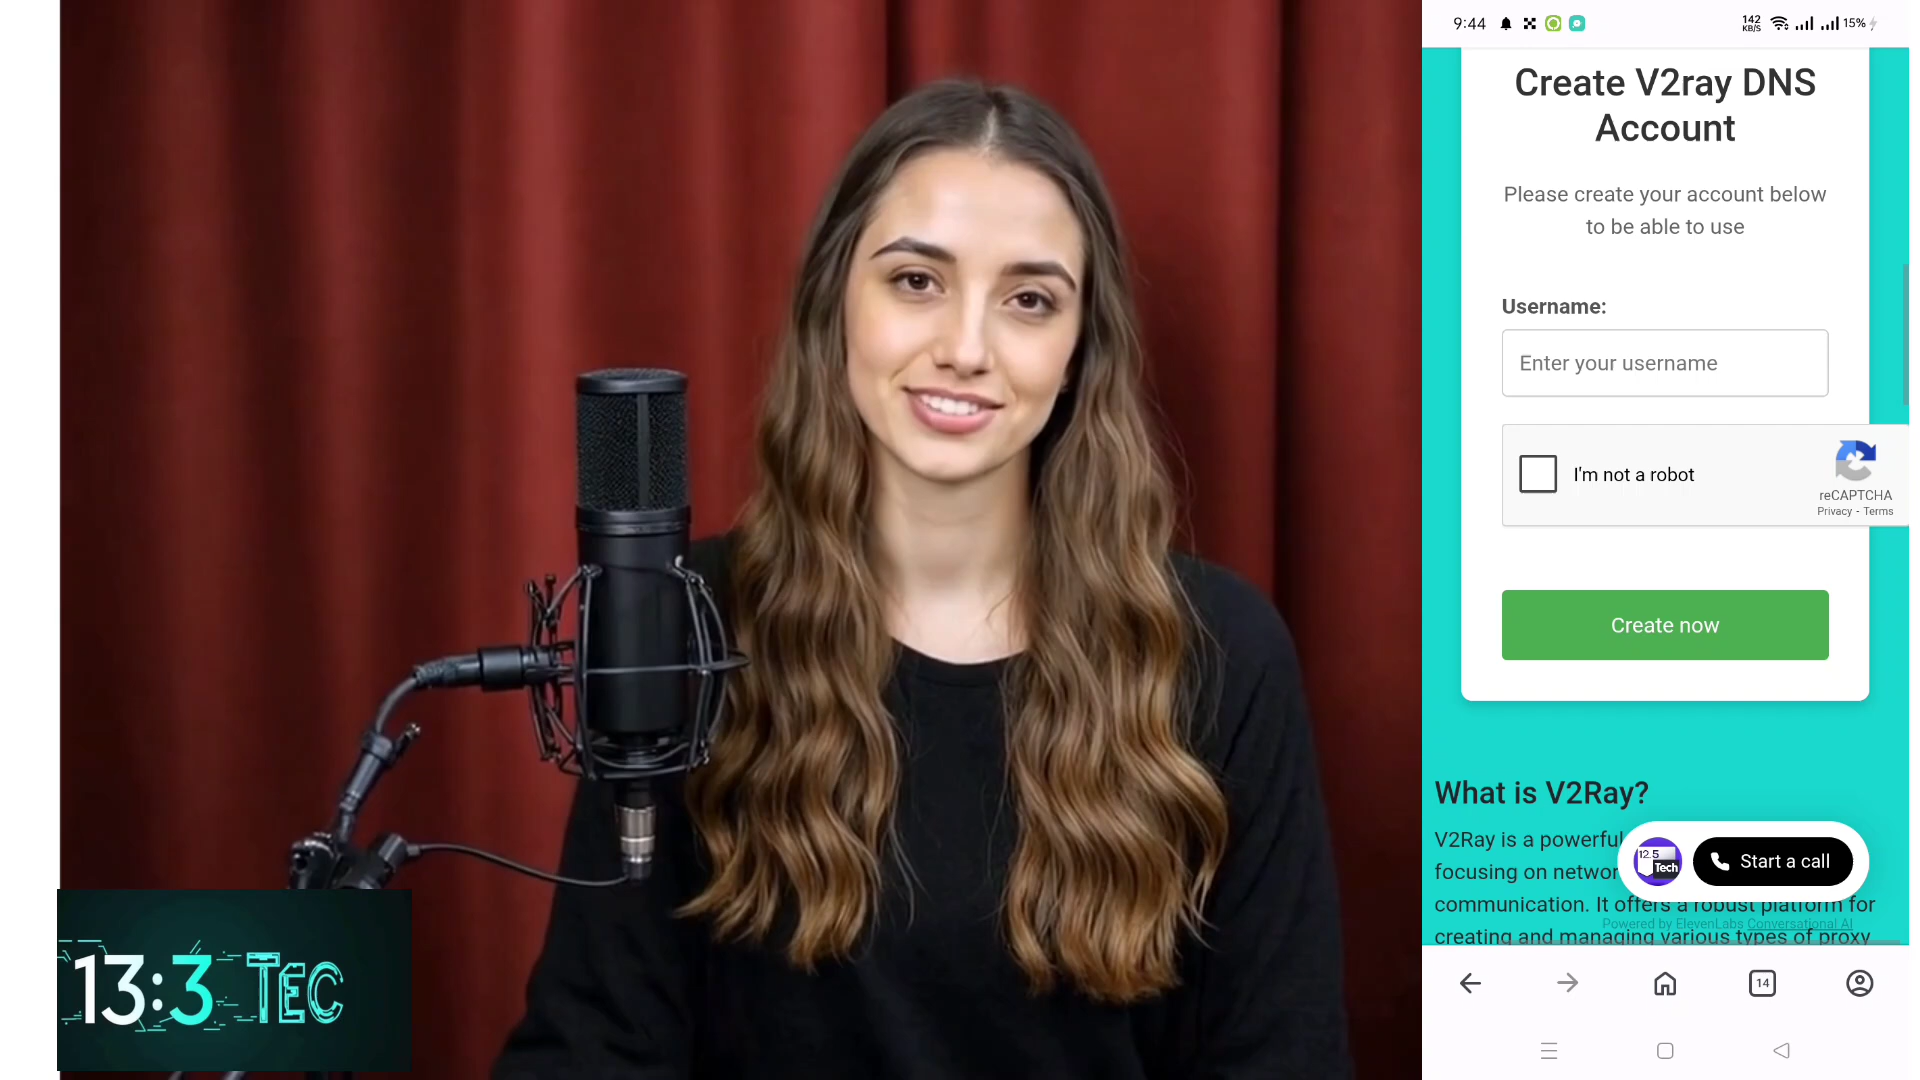 13:3 TEC
9:44
142
KB/S
15%
Create V2ray DNS
Account
Please create your account below
to be able to use
Username:
Enter your username
I'm not a robot
reCAPTCHA
Privacy - Terms
Create now
What is V2Ray?
V2Ray is a powerful
focusing on networ
communication. It offers a robust platform for
creating and managing various types of proxy
12.5
Tech
Start a call
Powered by ElevenLabs Conversational AI
14